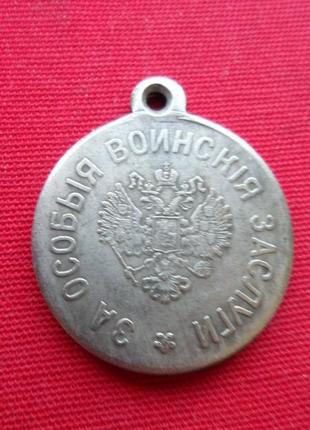 ЗА ОСОБЫЯ ВОИНСКІЯ ЗАСЛУГИ